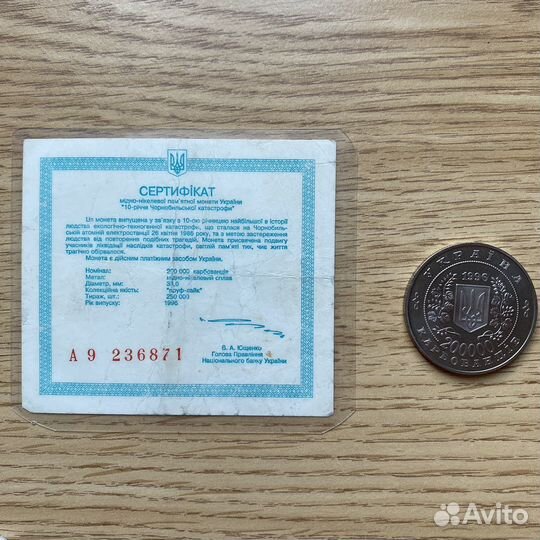 СЕРТИФІКАТ
мідно-нікелевої пам'ятної монети України
"10-річчя Чорнобильської катастрофи"
Ця монета випущена у зв'язку з 10-ою річницею найбільшої в історії
людства екологічно-техногенної катастрофи, що сталася на Чорнобиль-
ській атомній електростанції 26 квітня 1986 року, та з метою застереження
людства від повторення подібних трагедій. Монета присвячена подвигу
учасників ліквідації наслідків катастрофи, світлій пам'яті тих, чиє життя
трагічно обірвалося.
Монета є дійсним платіжним засобом України.
Номінал: 200 000 карбованців
Метал: мідно-нікелевий сплав
Діаметр, мм: 33,0
Колекційна якість: "пруф-лайк"
Тираж, шт.: 250 000
Рік випуску: 1996
В. А. Ющенко
Голова Правління
Національного банку України
А 9 236871
УКРАЇНА
1996
200000
КАРБОВАНЦІВ
Avito